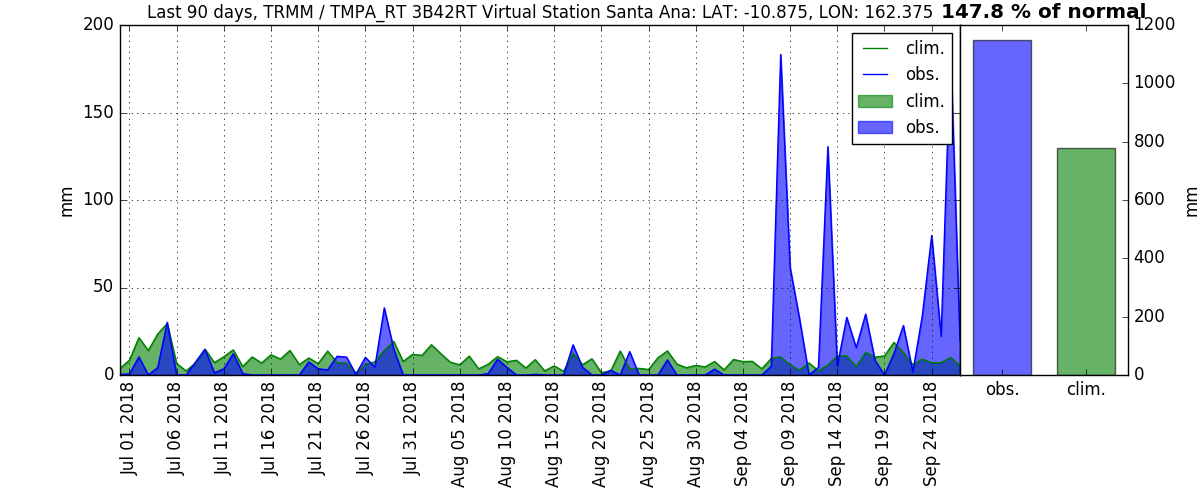 Last 90 days, TRMM / TMPA_RT 3B42RT Virtual Station Santa Ana: LAT: -10.875, LON: 162.375 147.8 % of normal
200
150
100
50
0
mm
clim.
obs.
clim.
obs.
1200
1000
800
600
400
200
0
mm
obs. clim.
Jul 01 2018
Jul 06 2018
Jul 11 2018
Jul 16 2018
Jul 21 2018
Jul 26 2018
Jul 31 2018
Aug 05 2018
Aug 10 2018
Aug 15 2018
Aug 20 2018
Aug 25 2018
Aug 30 2018
Sep 04 2018
Sep 09 2018
Sep 14 2018
Sep 19 2018
Sep 24 2018